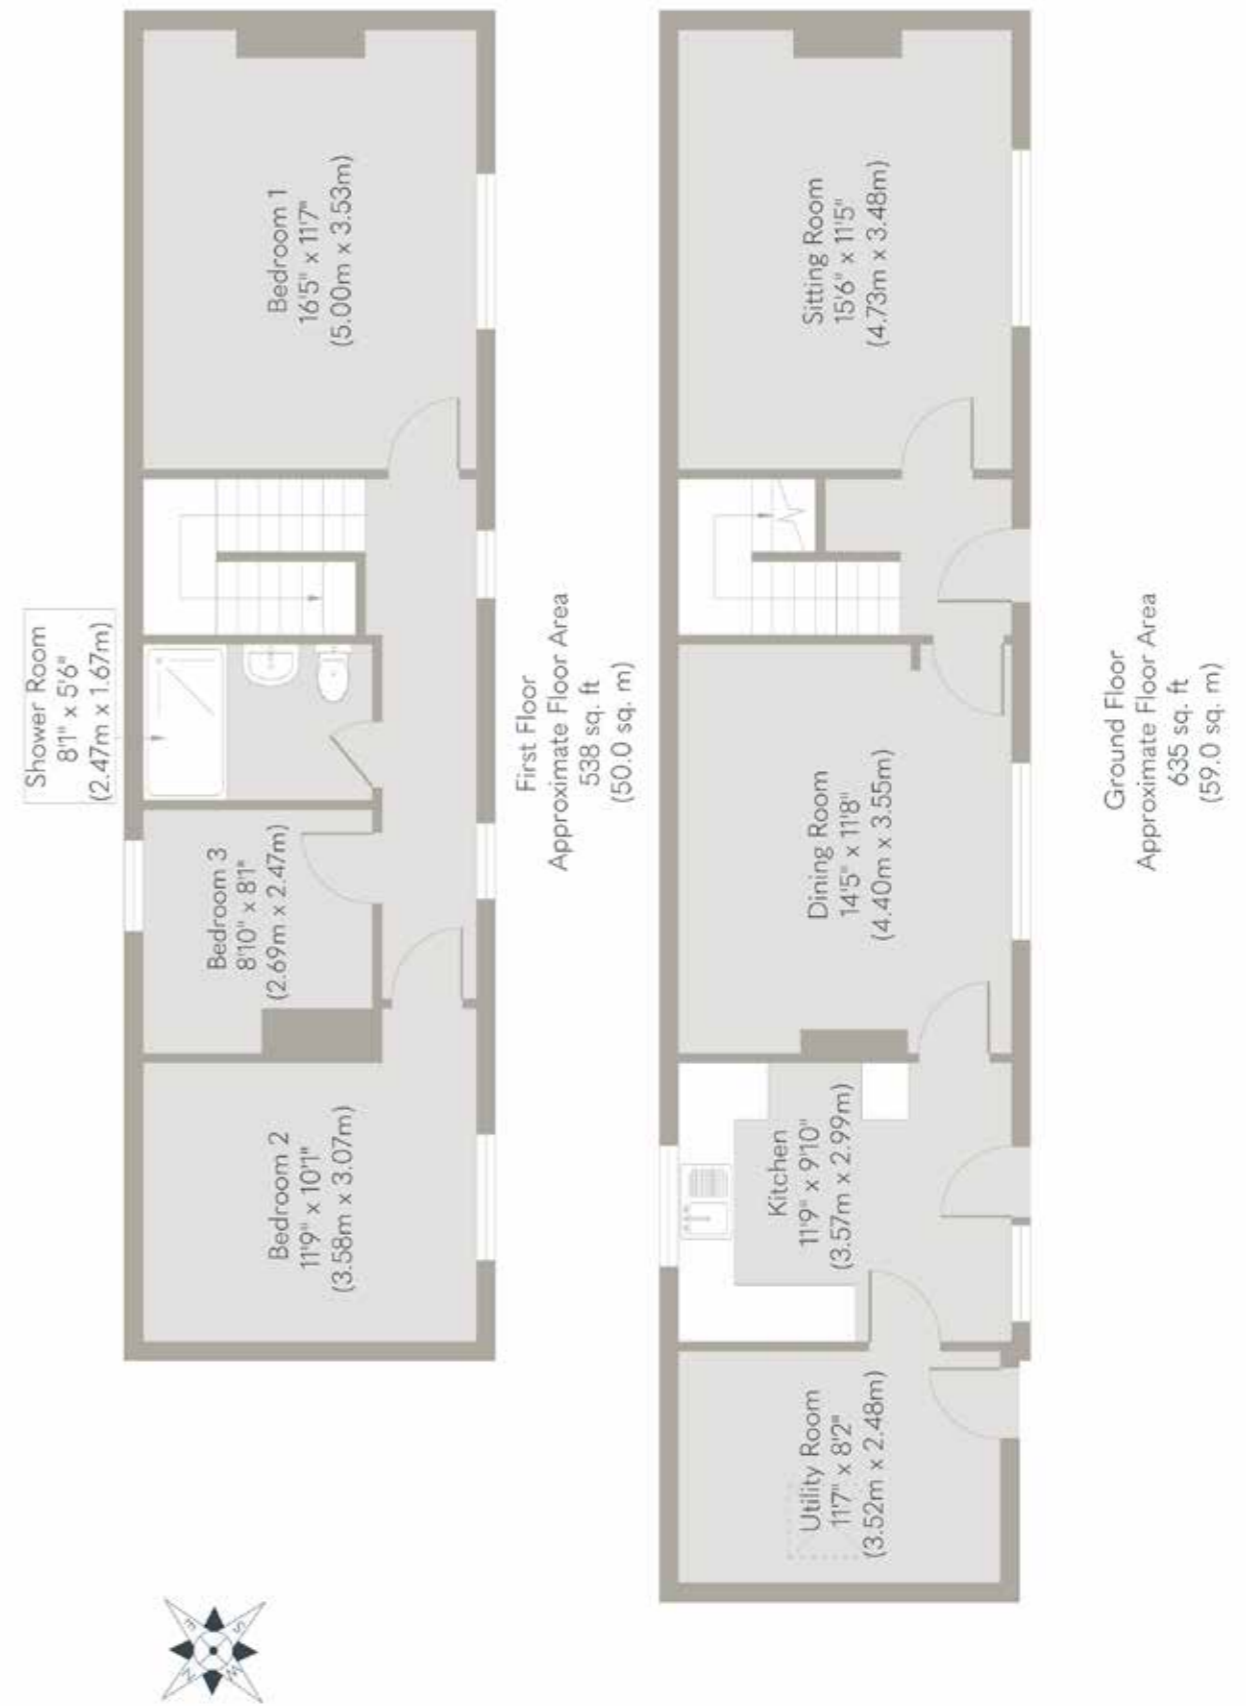 Shower Room
8'1" x 5'6"
(2.47m x 1.67m)
Bedroom 2
11'9" x 10'1"
(3.58m x 3.07m)
Bedroom 3
8'10" x 8'1"
(2.69m x 2.47m)
Bedroom 1
16'5" x 11'7"
(5.00m x 3.53m)
First Floor
Approximate Floor Area
538 sq. ft
(50.0 sq. m)
Utility Room
11'7" x 8'2"
(3.52m x 2.48m)
Kitchen
11'9" x 9'10"
(3.57m x 2.99m)
Dining Room
14'5" x 11'8"
(4.40m x 3.55m)
Sitting Room
15'6" x 11'5"
(4.73m x 3.48m)
Ground Floor
Approximate Floor Area
635 sq. ft
(59.0 sq. m)
N
E
S
W